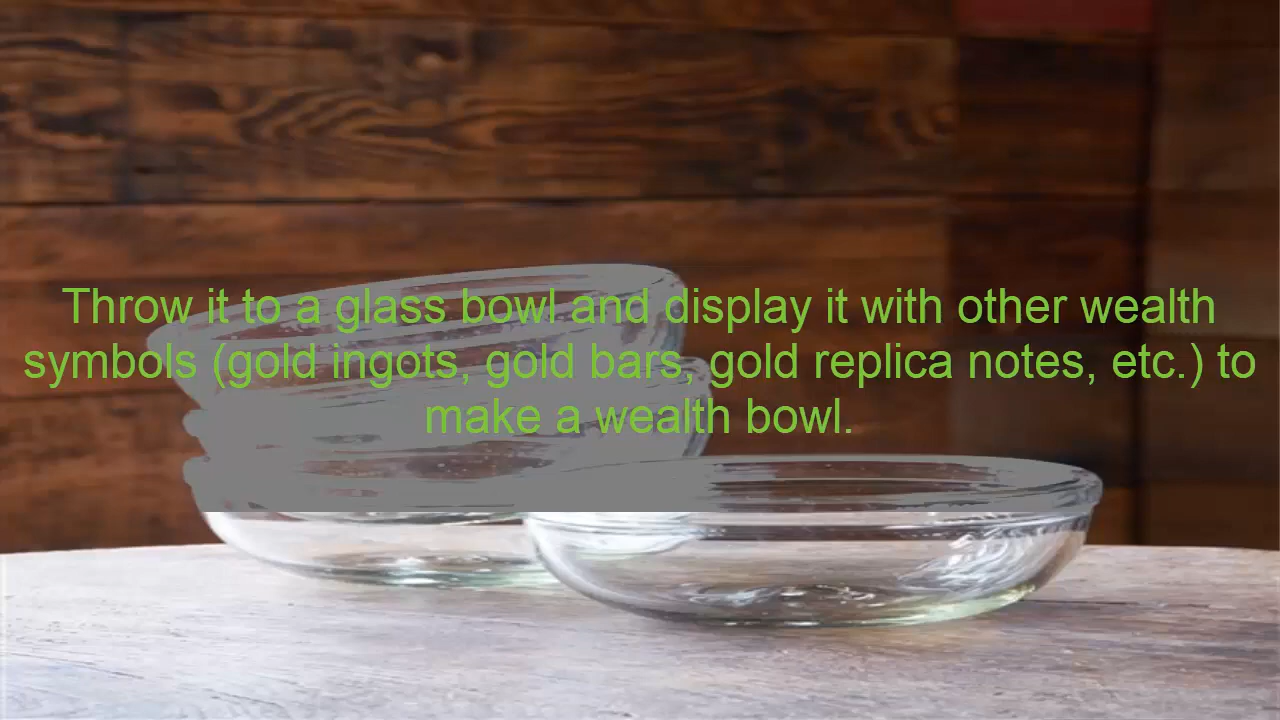 Throw it to a glass bowl and display it with other wealth
symbols (gold ingots, gold bars, gold replica notes, etc.) to
make a wealth bowl.